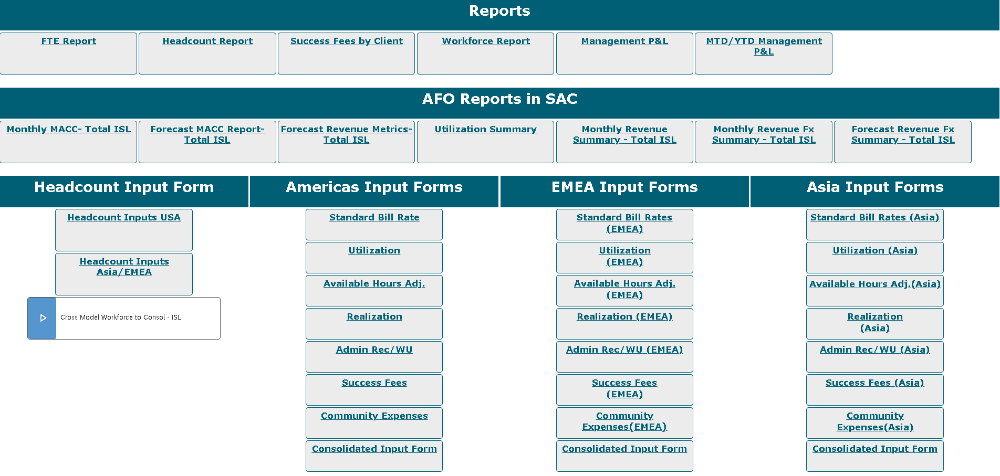 Reports
FTE Report
Headcount Report
Success Fees by Client
Workforce Report
Management P&L
MTD/YTD Management
P&L
AFO Reports in SAC
Monthly MACC- Total ISL
Forecast MACC Report-
Total ISL
Forecast Revenue Metrics-
Total ISL
Utilization Summary
Monthly Revenue
Summary - Total ISL
Monthly Revenue Fx
Summary - Total ISL
Forecast Revenue Fx
Summary - Total ISL
Headcount Input Form
Headcount Inputs USA
Headcount Inputs
Asia/EMEA
Cross Model Workforce to Consol - ISL
Americas Input Forms
Standard Bill Rate
Utilization
Available Hours Adj.
Realization
Admin Rec/WU
Success Fees
Community Expenses
Consolidated Input Form
EMEA Input Forms
Standard Bill Rates
(EMEA)
Utilization
(EMEA)
Available Hours Adj.
(EMEA)
Realization (EMEA)
Admin Rec/WU (EMEA)
Success Fees
(EMEA)
Community
Expenses(EMEA)
Consolidated Input Form
Asia Input Forms
Standard Bill Rates (Asia)
Utilization (Asia)
Available Hours Adj.(Asia)
Realization
(Asia)
Admin Rec/WU (Asia)
Success Fees (Asia)
Community
Expenses(Asia)
Consolidated Input Form